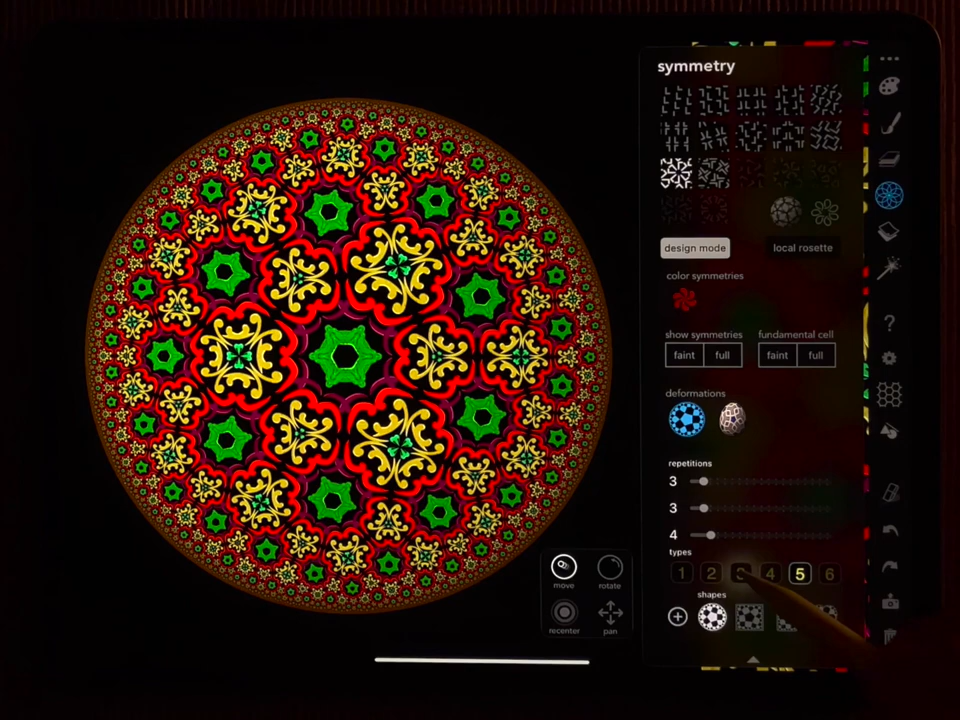 symmetry
design mode
local rosette
color symmetries
show symmetries
fundamental cell
faint
full
faint
full
deformations
repetitions
3
3
4
types
1 2 4 5 6
shapes
move
rotate
recenter
pan
?